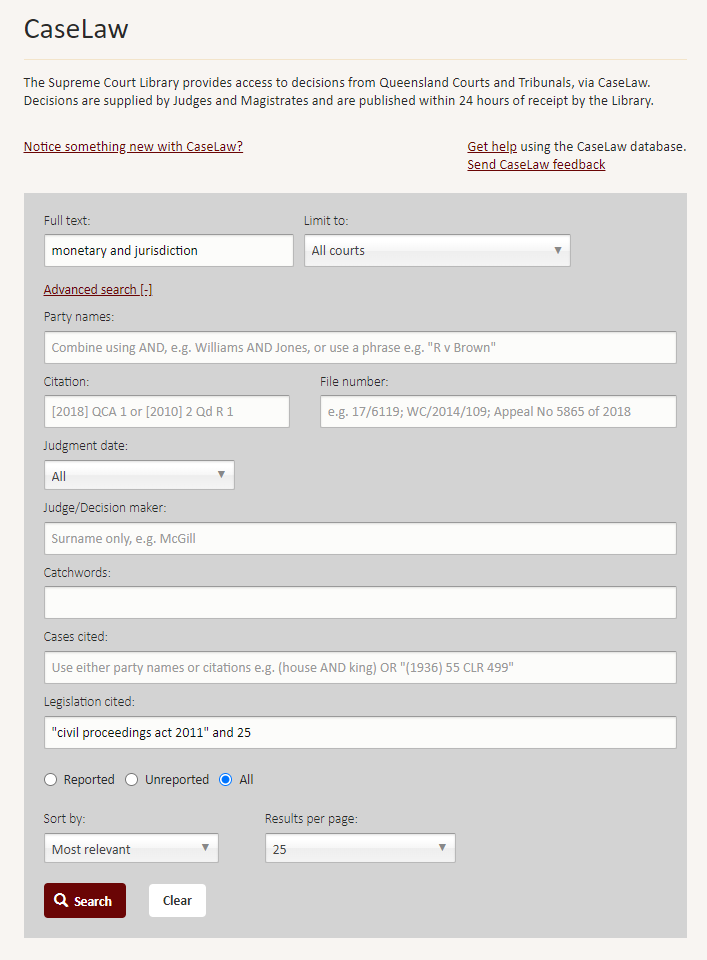 CaseLaw
The Supreme Court Library provides access to decisions from Queensland Courts and Tribunals, via CaseLaw.
Decisions are supplied by Judges and Magistrates and are published within 24 hours of receipt by the Library.
Notice something new with CaseLaw?
Get help using the CaseLaw database.
Send CaseLaw feedback
Full text:
Limit to:
monetary and jurisdiction
All courts
Advanced search [-]
Party names:
Combine using AND, e.g. Williams AND Jones, or use a phrase e.g. "R v Brown"
Citation:
File number:
[2018] QCA 1 or [2010] 2 Qd R 1
e.g. 17/6119; WC/2014/109; Appeal No 5865 of 2018
Judgment date:
All
Judge/Decision maker:
Surname only, e.g. McGill
Catchwords:
Cases cited:
Use either party names or citations e.g. (house AND king) OR "(1936) 55 CLR 499"
Legislation cited:
"civil proceedings act 2011" and 25
Reported Unreported All
Sort by:
Results per page:
Most relevant
25
Search
Clear